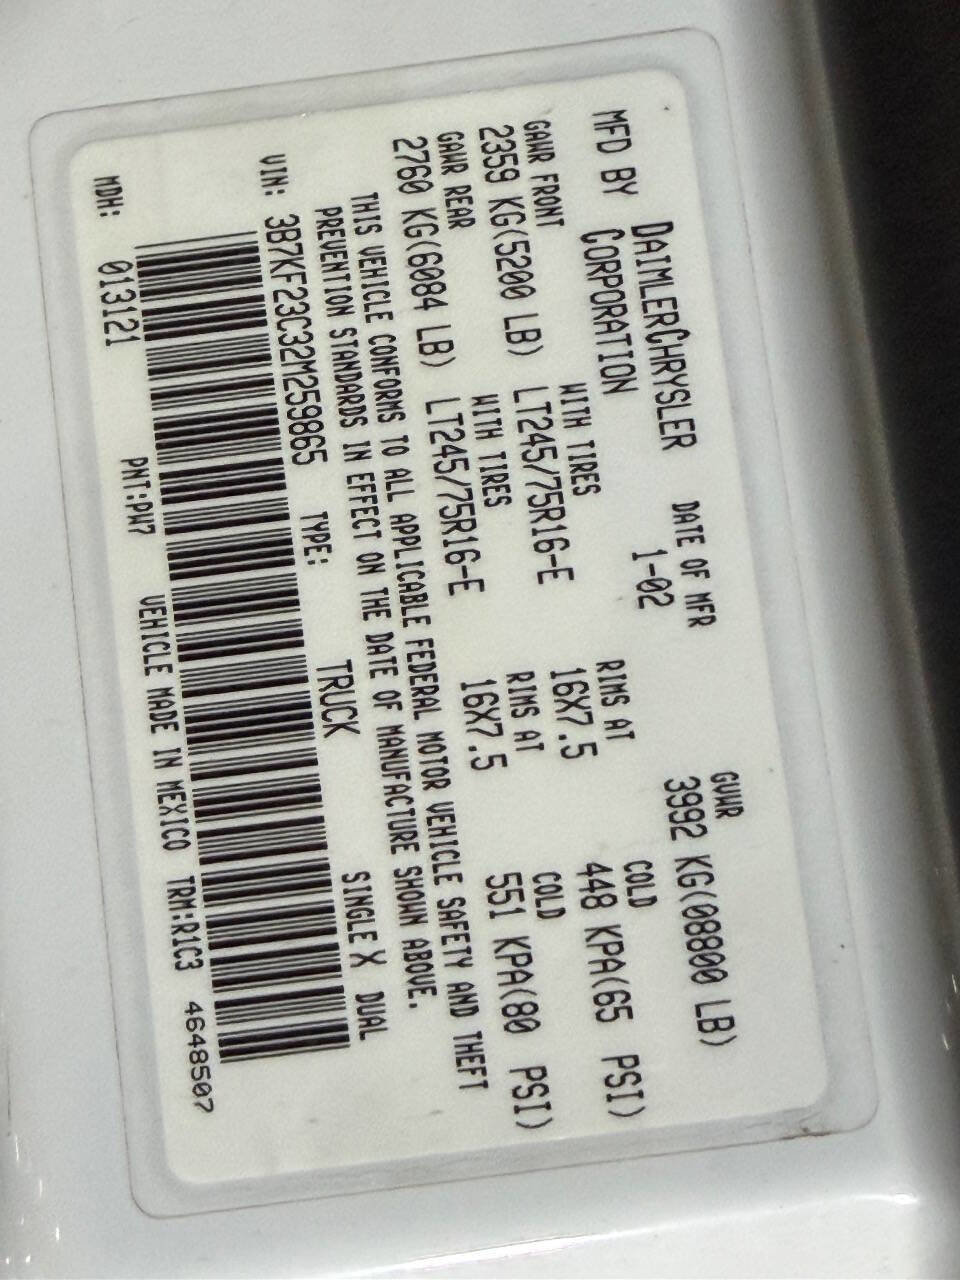 MFD BY DAIMLERCHRYSLER CORPORATION DATE OF MFR 1-02 GVWR 3992 KG(08800 LB)
GAWR FRONT WITH TIRES RIMS AT COLD
2359 KG(5200 LB) LT245/75R16-E 16X7.5 448 KPA(65 PSI)
GAWR REAR WITH TIRES RIMS AT COLD
2760 KG(6084 LB) LT245/75R16-E 16X7.5 551 KPA(80 PSI)
THIS VEHICLE CONFORMS TO ALL APPLICABLE FEDERAL MOTOR VEHICLE SAFETY AND THEFT
PREVENTION STANDARDS IN EFFECT ON THE DATE OF MANUFACTURE SHOWN ABOVE.
VIN: 3B7KF23C32M259865 TYPE: TRUCK SINGLE X DUAL
MDH: 013121 PNT:PW7 VEHICLE MADE IN MEXICO TRM:R1C3 4648507